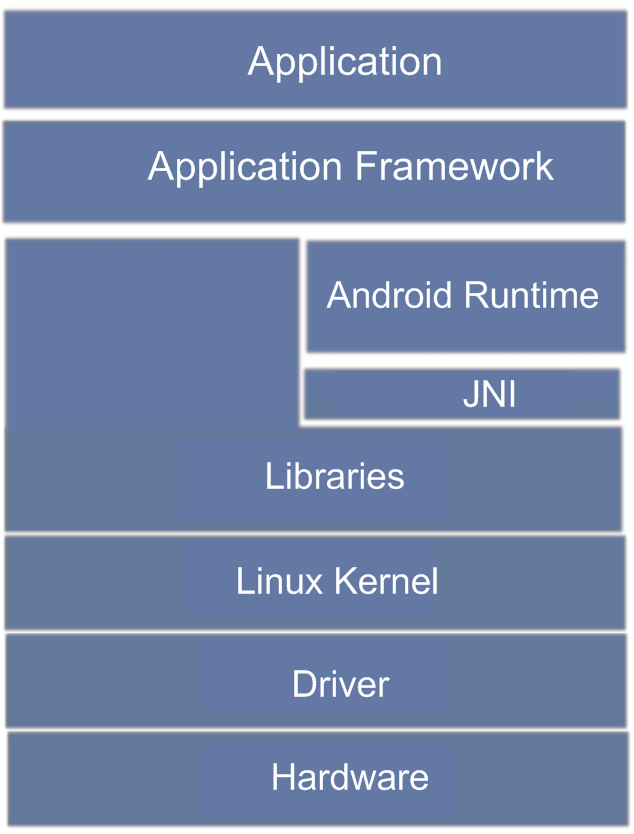 Application
Application Framework
Android Runtime
JNI
Libraries
Linux Kernel
Driver
Hardware